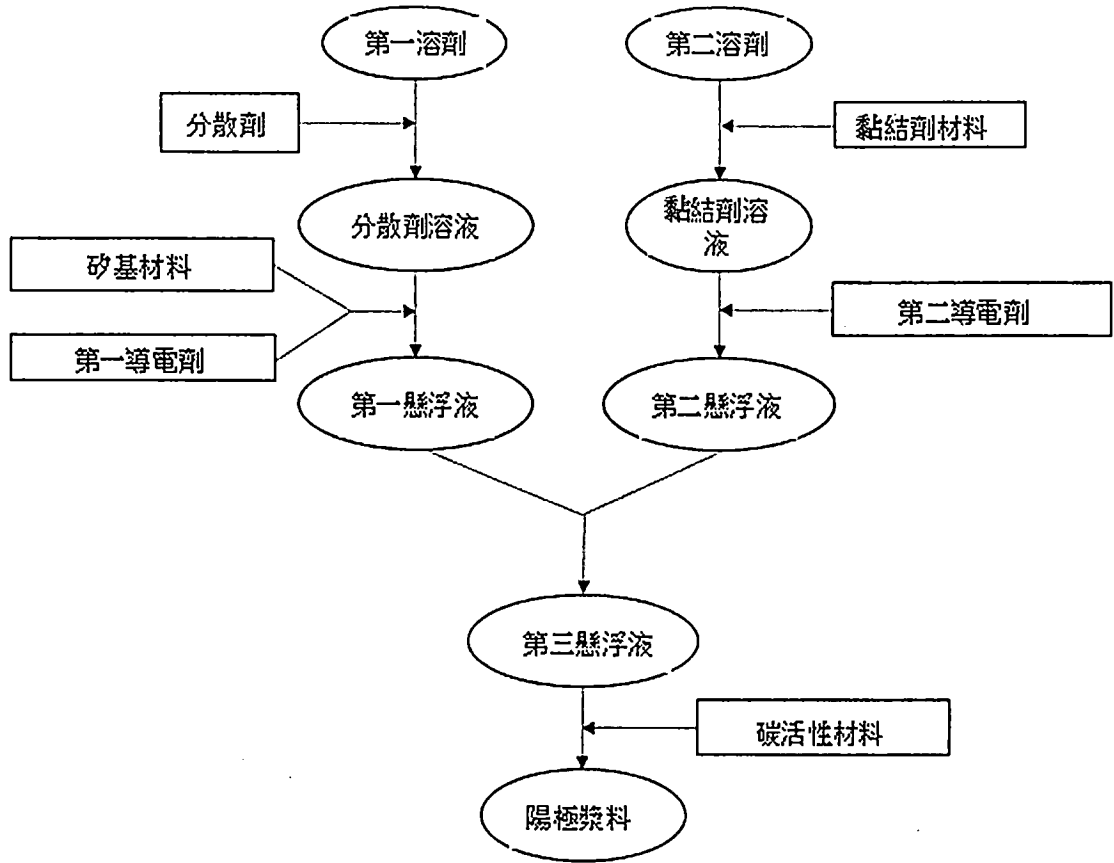 第一溶劑
第二溶劑
分散劑
黏結劑材料
分散劑溶液
黏結劑溶
液
矽基材料
第二導電劑
第一導電劑
第一懸浮液
第二懸浮液
第三懸浮液
碳活性材料
陽極漿料